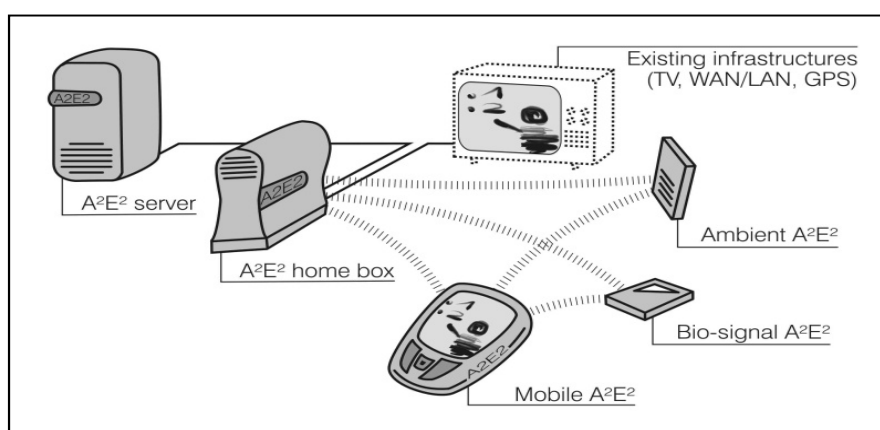 Existing infrastructures
(TV, WAN/LAN, GPS)
A2E2
A²E² server
A2E2
A²E² home box
Ambient A²E²
Bio-signal A²E²
A2E2
Mobile A²E²